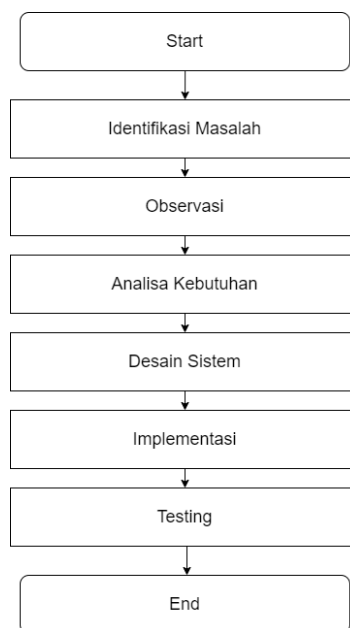 Start
Identifikasi Masalah
Observasi
Analisa Kebutuhan
Desain Sistem
Implementasi
Testing
End